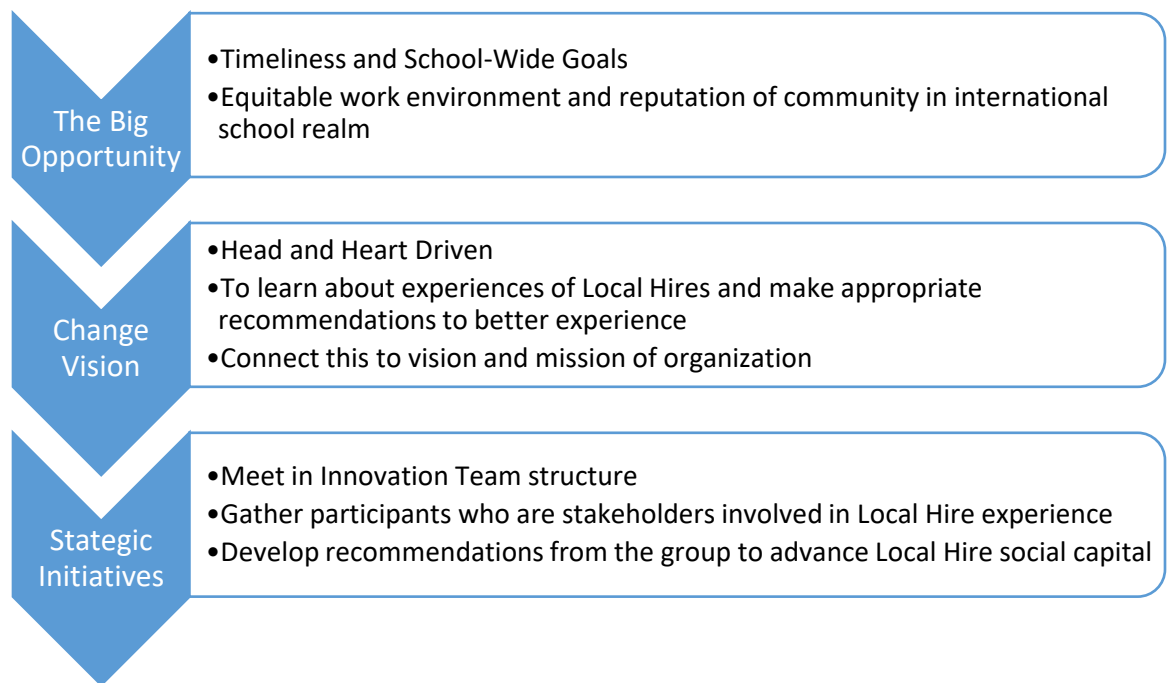 The Big
Opportunity
•Timeliness and School-Wide Goals
•Equitable work environment and reputation of community in international
school realm
Change
Vision
•Head and Heart Driven
•To learn about experiences of Local Hires and make appropriate
recommendations to better experience
•Connect this to vision and mission of organization
Stategic
Initiatives
•Meet in Innovation Team structure
•Gather participants who are stakeholders involved in Local Hire experience
•Develop recommendations from the group to advance Local Hire social capital